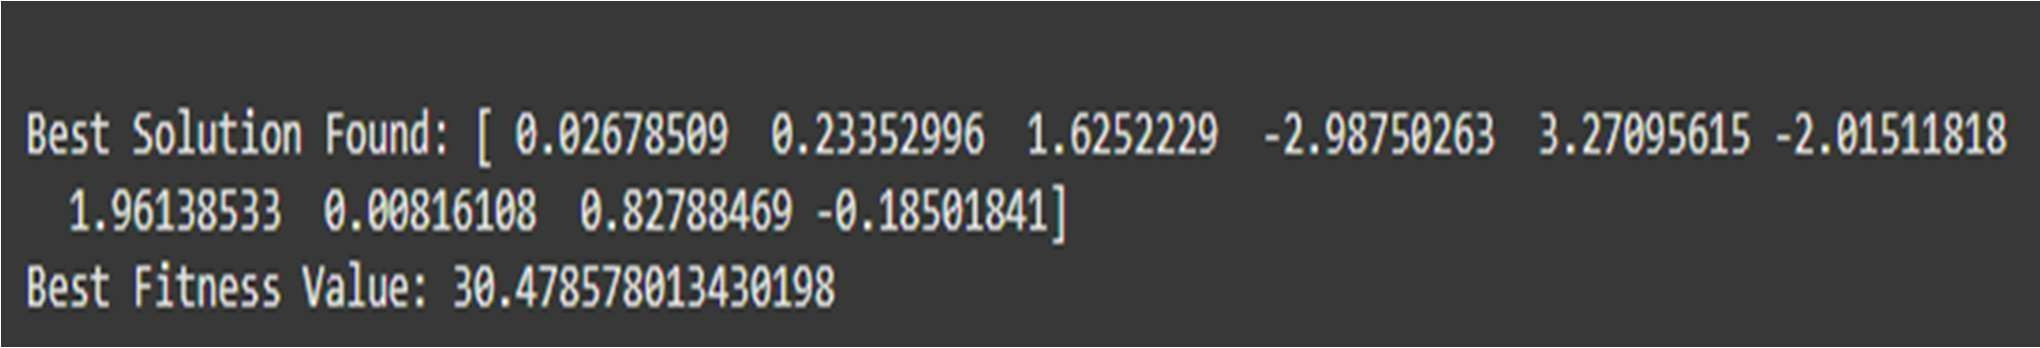 Best Solution Found: [ 0.02678509  0.23352996  1.6252229  -2.98750263  3.27095615 -2.01511818
  1.96138533  0.00816108  0.82788469 -0.18501841]
Best Fitness Value: 30.478578013430198